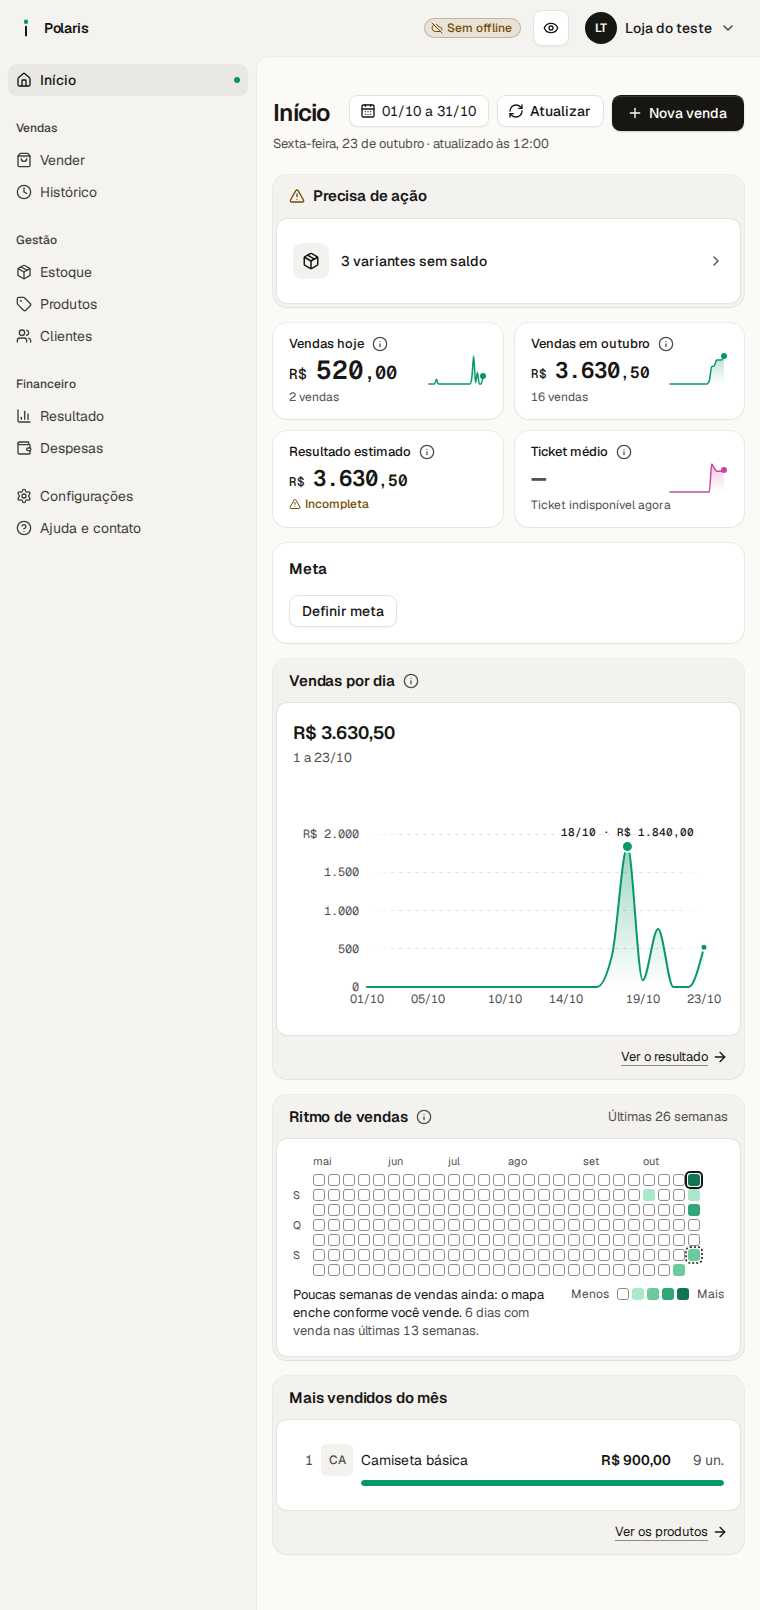 Polaris
Sem offline
LT
Loja do teste
Início
Vendas
Vender
Histórico
Gestão
Estoque
Produtos
Clientes
Financeiro
Resultado
Despesas
Configurações
Ajuda e contato
Início
01/10 a 31/10
Atualizar
Nova venda
Sexta-feira, 23 de outubro · atualizado às 12:00
Precisa de ação
3 variantes sem saldo
Vendas hoje
R$ 520,00
2 vendas
Vendas em outubro
R$ 3.630,50
16 vendas
Resultado estimado
R$ 3.630,50
Incompleta
Ticket médio
—
Ticket indisponível agora
Meta
Definir meta
Vendas por dia
R$ 3.630,50
1 a 23/10
R$ 2.000
18/10 · R$ 1.840,00
1.500
1.000
500
0
01/10 05/10 10/10 14/10 19/10 23/10
Ver o resultado
Ritmo de vendas
Últimas 26 semanas
mai jun jul ago set out
S
Q
S
Poucas semanas de vendas ainda: o mapa
enche conforme você vende. 6 dias com
venda nas últimas 13 semanas.
Menos Mais
Mais vendidos do mês
1 CA Camiseta básica R$ 900,00 9 un.
Ver os produtos